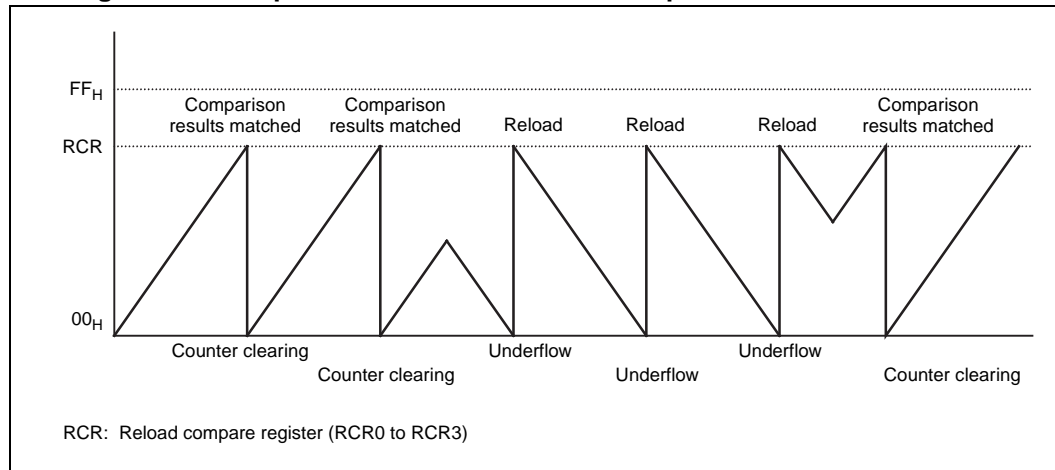 FFH
Comparison
results matched
Comparison
results matched
Reload
Reload
Reload
Comparison
results matched
RCR
00H
Counter clearing
Underflow
Underflow
Counter clearing
Underflow
Counter clearing
RCR: Reload compare register (RCR0 to RCR3)